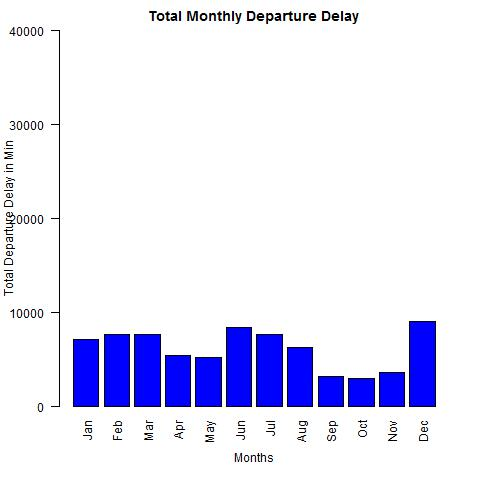 Total Monthly Departure Delay
40000
30000
20000
10000
0
Total Departure Delay in Min
Jan
Feb
Mar
Apr
May
Jun
Jul
Aug
Sep
Oct
Nov
Dec
Months